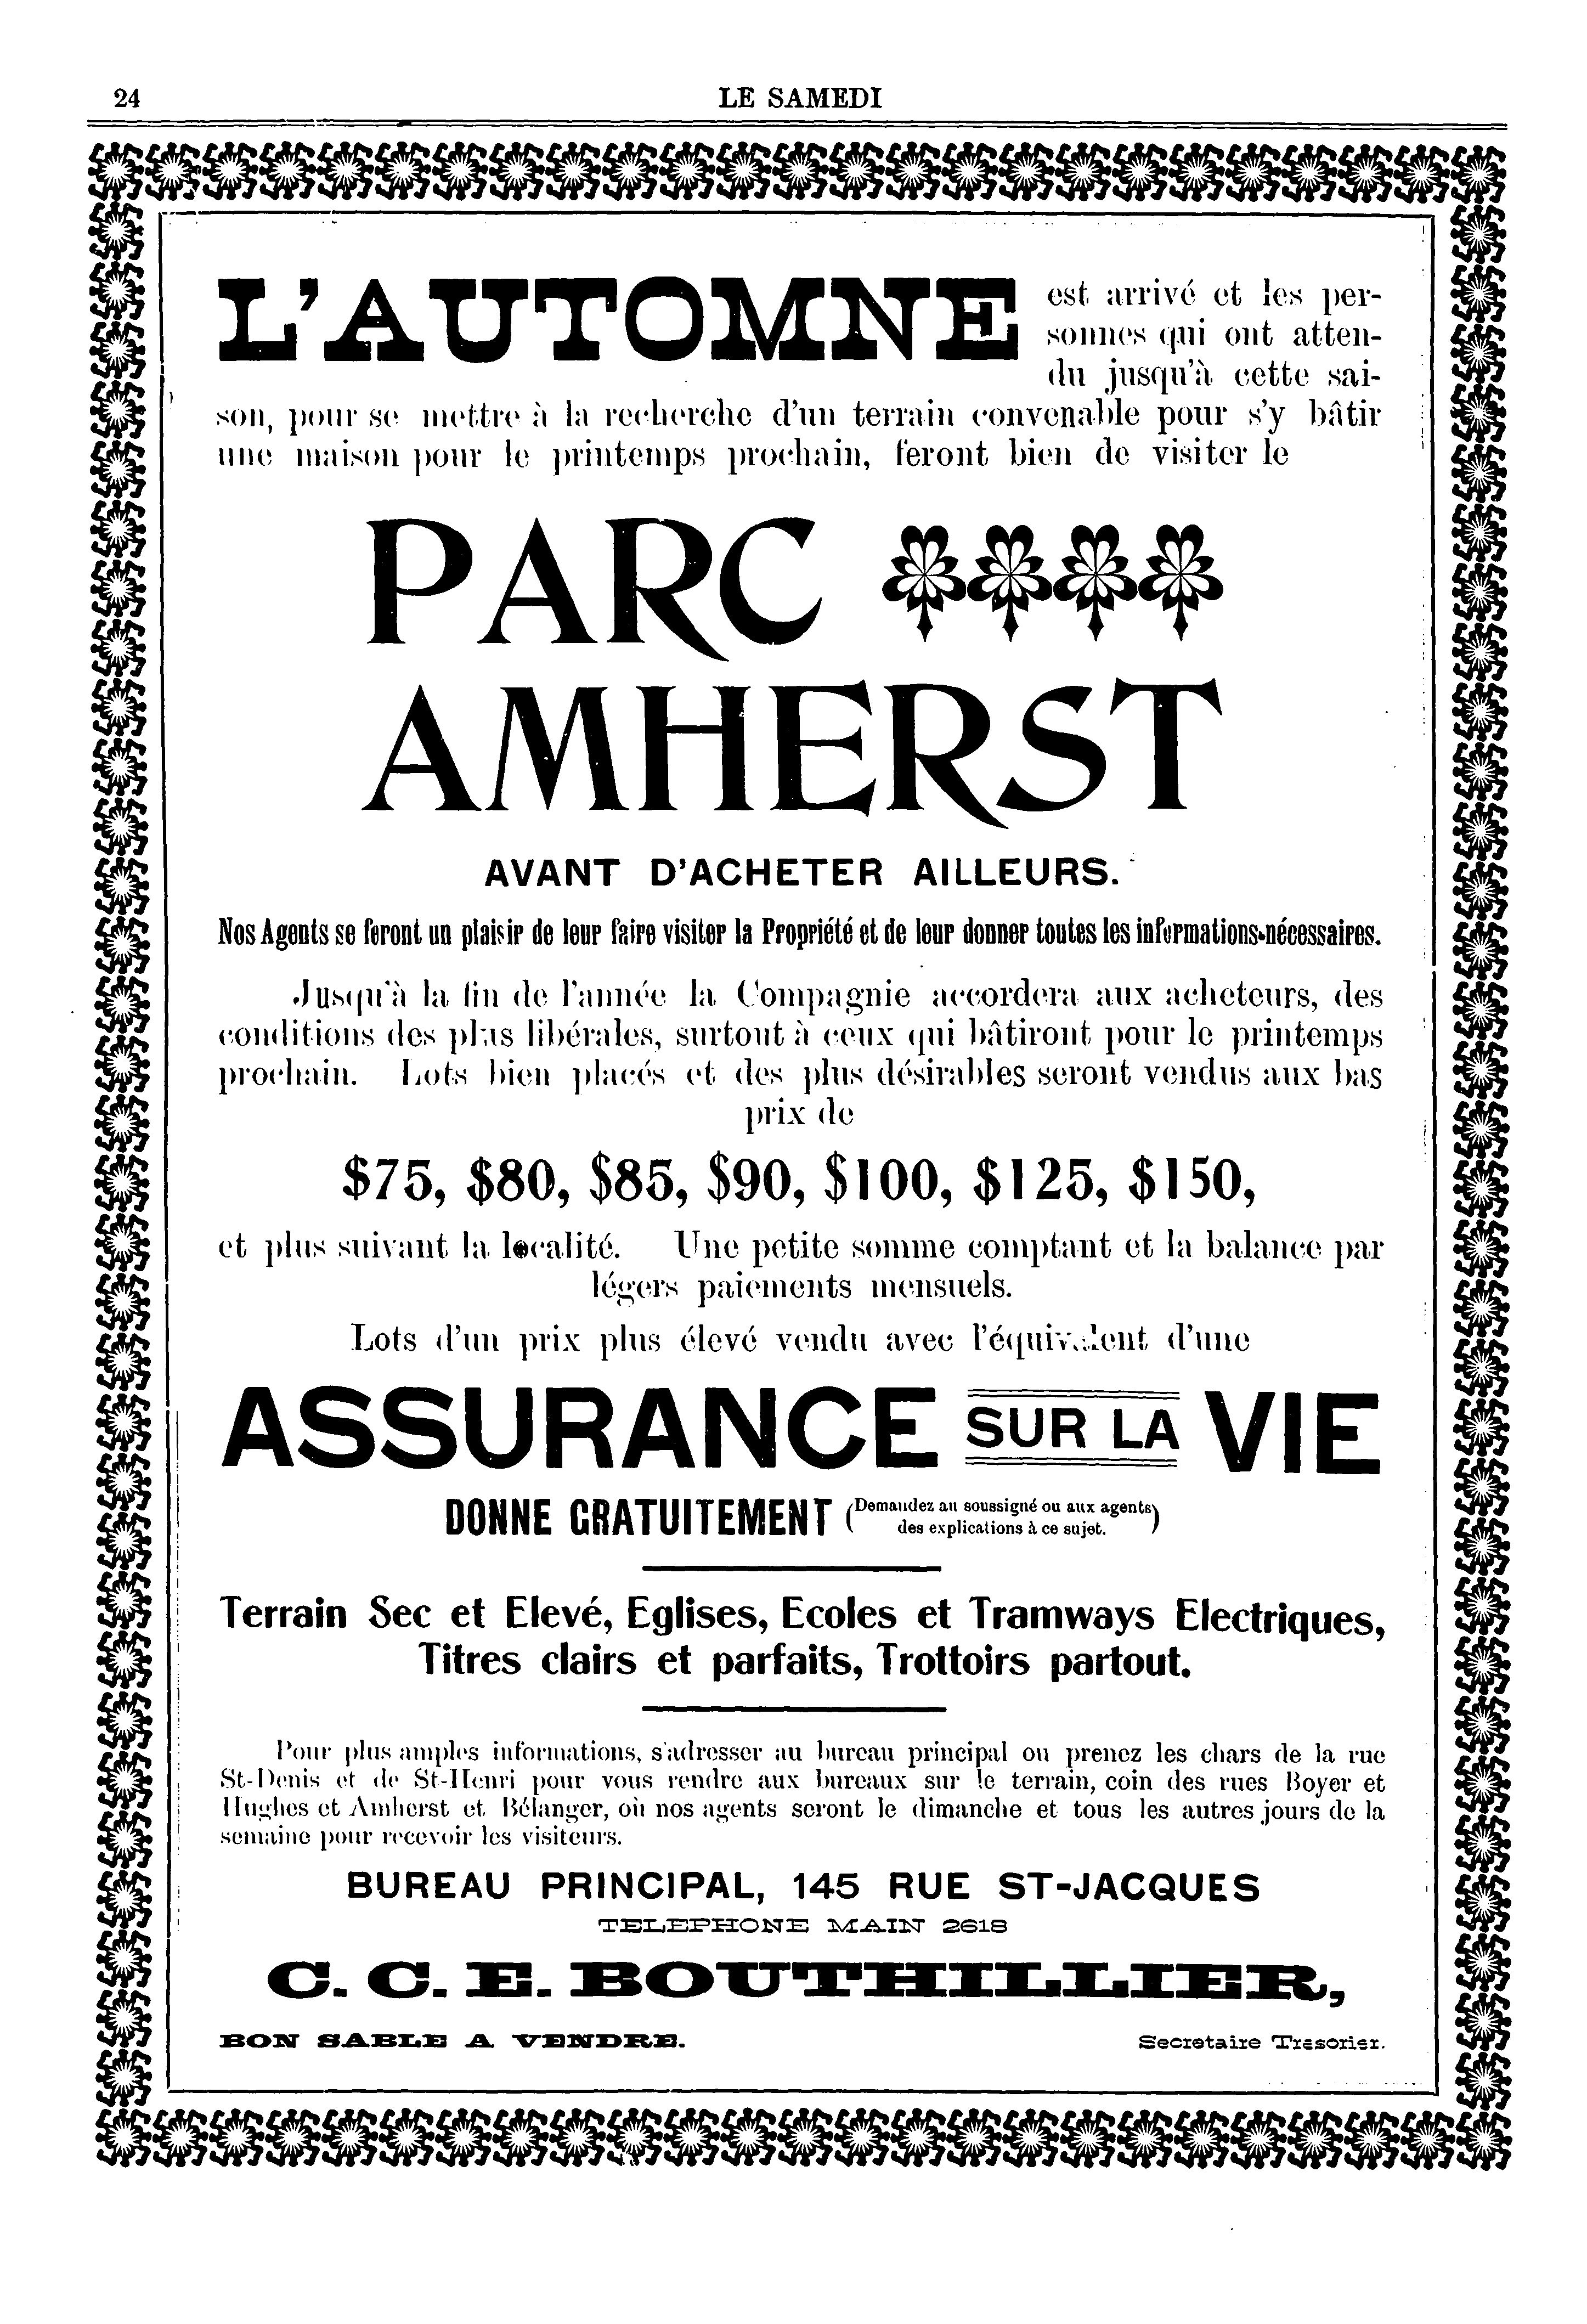 24
LE SAMEDI
L'AUTOMNE est arrivé et les per-
sonnes qui ont atten-
du jusqu'à cette sai-
son, pour se mettre à la recherche d'un terrain convenable pour s'y bâtir
une maison pour le printemps prochain, feront bien de visiter le
PARC
AMHERST
AVANT D'ACHETER AILLEURS.
Nos Agents se feront un plaisir de leur faire visiter la Propriété et de leur donner toutes les informations nécessaires.
Jusqu'à la fin de l'année la Compagnie accordera aux acheteurs, des
conditions des plus libérales, surtout à ceux qui bâtiront pour le printemps
prochain. Lots bien placés et des plus désirables seront vendus aux bas
prix de
$75, $80, $85, $90, $100, $125, $150,
et plus suivant la localité. Une petite somme comptant et la balance par
légers paiements mensuels.
Lots d'un prix plus élevé vendu avec l'équivalent d'une
ASSURANCE SUR LA VIE
DONNE GRATUITEMENT (Demandez au soussigné ou aux agents
des explications à ce sujet.)
Terrain Sec et Elevé, Eglises, Ecoles et Tramways Electriques,
Titres clairs et parfaits, Trottoirs partout.
Pour plus amples informations, s'adresser au bureau principal ou prenez les chars de la rue
St-Denis et de St-Henri pour vous rendre aux bureaux sur le terrain, coin des rues Boyer et
Hughes et Amherst et Bélanger, où nos agents seront le dimanche et tous les autres jours de la
semaine pour recevoir les visiteurs.
BUREAU PRINCIPAL, 145 RUE ST-JACQUES
TELEPHONE MAIN 2618
C. C. E. BOUTHILLIER,
BON SABLE A VENDRE.
Secretaire Tresorier.